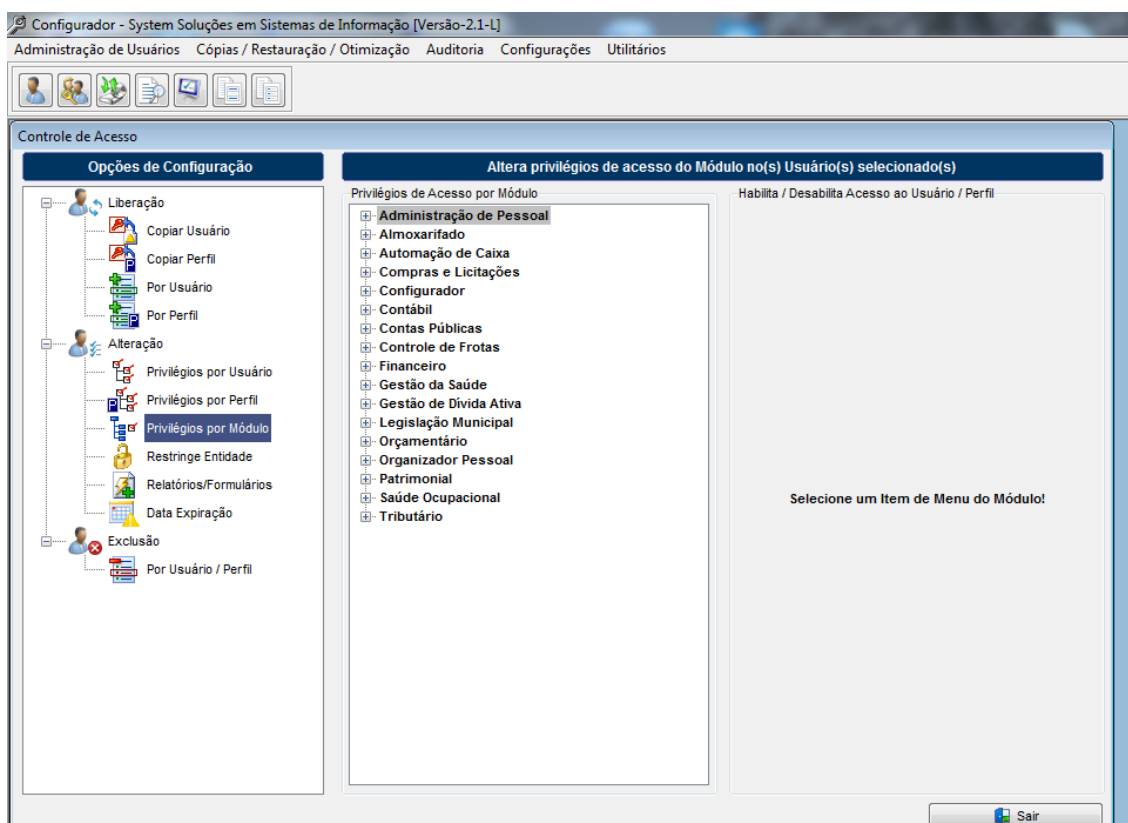 Configurador - System Soluções em Sistemas de Informação [Versão-2.1-L]
Administração de Usuários Cópias / Restauração / Otimização Auditoria Configurações Utilitários
Controle de Acesso
Opções de Configuração
Liberação
Copiar Usuário
Copiar Perfil
Por Usuário
Por Perfil
Alteração
Privilégios por Usuário
Privilégios por Perfil
Privilégios por Módulo
Restringe Entidade
Relatórios/Formulários
Data Expiração
Exclusão
Por Usuário / Perfil
Altera privilégios de acesso do Módulo no(s) Usuário(s) selecionado(s)
Privilégios de Acesso por Módulo
Administração de Pessoal
Almoxarifado
Automação de Caixa
Compras e Licitações
Configurador
Contábil
Contas Públicas
Controle de Frotas
Financeiro
Gestão da Saúde
Gestão de Dívida Ativa
Legislação Municipal
Orçamentário
Organizador Pessoal
Patrimonial
Saúde Ocupacional
Tributário
Habilita / Desabilita Acesso ao Usuário / Perfil
Selecione um Item de Menu do Módulo!
Sair